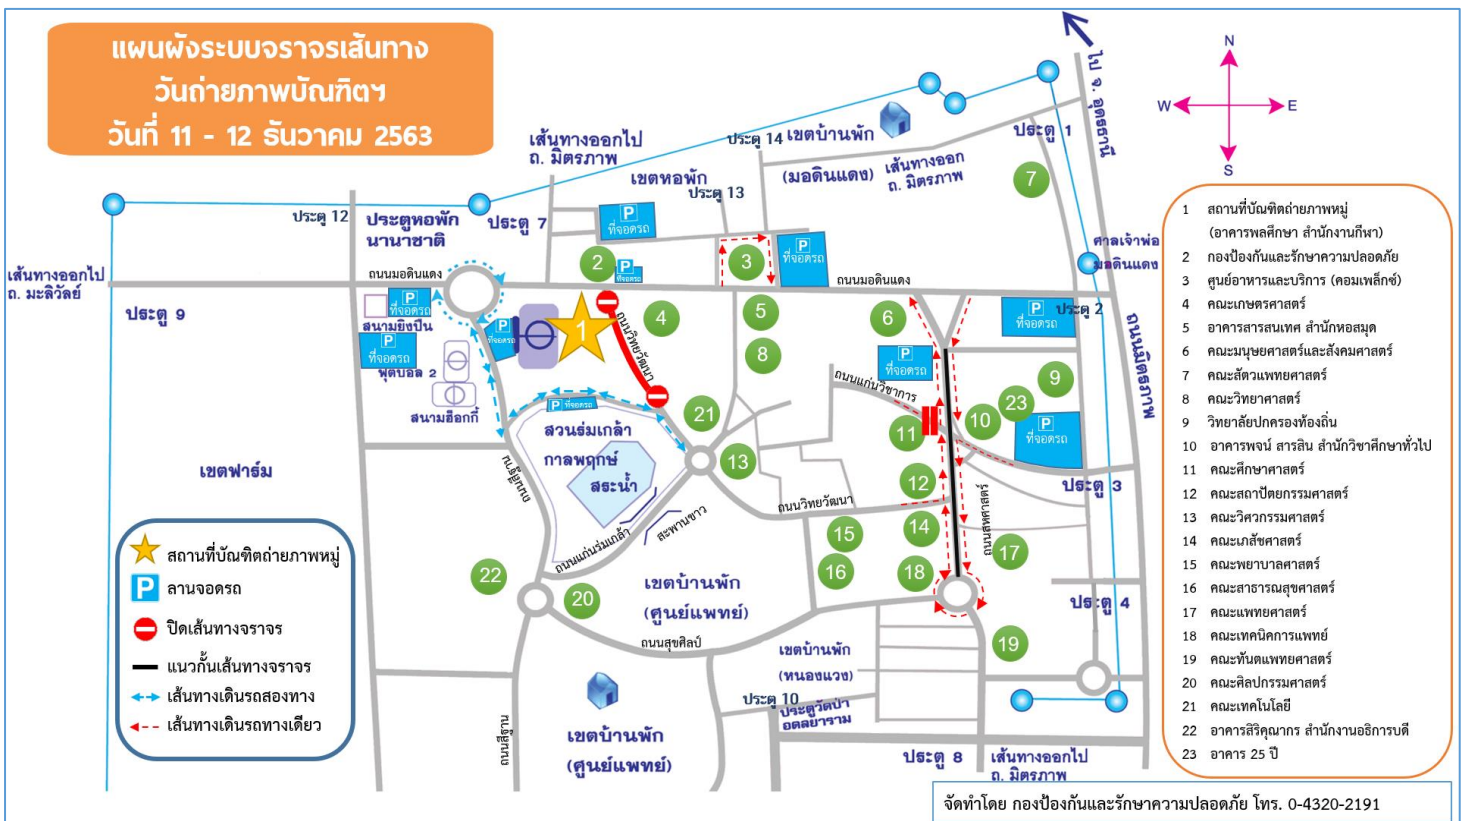 แผนผังระบบจราจรเส้นทาง
วันถ่ายภาพบัณฑิตฯ
วันที่ 11 - 12 ธันวาคม 2563
ไป จ. อุดรธานี
N
W
E
S
เส้นทางออกไป
ถ. มิตรภาพ
ประตู 14
เขตบ้านพัก
(มอดินแดง)
เส้นทางออก
ถ. มิตรภาพ
ประตู 1
เขตหอพัก
ประตู 13
7
ประตู 12
ประตูหอพัก
นานาชาติ
ประตู 7
P
ที่จอดรถ
2
P
ที่จอดรถ
3
P
ที่จอดรถ
ศาลเจ้าพ่อ
มอดินแดง
เส้นทางออกไป
ถ. มะลิวัลย์
ถนนมอดินแดง
ถนนมอดินแดง
ประตู 9
P
ที่จอดรถ
สนามยิงปืน
P
ที่จอดรถ
ฟุตบอล 2
สนามฮ็อกกี้
P
ที่จอดรถ
1
ถนนวิทยวัฒนา
4
5
8
6
P
ที่จอดรถ
P
ที่จอดรถ
ประตู 2
ถนนมิตรภาพ
ถนนแก่นวิชาการ
9
23
10
11
P
ที่จอดรถ
P
ที่จอดรถ
21
สวนร่มเกล้า
กาลพฤกษ์
สระน้ำ
13
เขตฟาร์ม
ถนนสีฐาน
12
ประตู 3
ถนนวิทยวัฒนา
สะพานขาว
ถนนแก่นร่มเกล้า
15
14
ถนนสหศาสตร์
17
16
18
22
20
เขตบ้านพัก
(ศูนย์แพทย์)
ถนนสุขศิลป์
ประตู 4
19
เขตบ้านพัก
(หนองแวง)
ประตู 10
ประตูวัดป่า
อดุลยาราม
ถนนสีฐาน
เขตบ้านพัก
(ศูนย์แพทย์)
ประตู 8
เส้นทางออกไป
ถ. มิตรภาพ
สถานที่บัณฑิตถ่ายภาพหมู่
P
ลานจอดรถ
ปิดเส้นทางจราจร
แนวกั้นเส้นทางจราจร
เส้นทางเดินรถสองทาง
เส้นทางเดินรถทางเดียว
1 สถานที่บัณฑิตถ่ายภาพหมู่
(อาคารพลศึกษา สำนักงานกีฬา)
2 กองป้องกันและรักษาความปลอดภัย
3 ศูนย์อาหารและบริการ (คอมเพล็กซ์)
4 คณะเกษตรศาสตร์
5 อาคารสารสนเทศ สำนักหอสมุด
6 คณะมนุษยศาสตร์และสังคมศาสตร์
7 คณะสัตวแพทยศาสตร์
8 คณะวิทยาศาสตร์
9 วิทยาลัยปกครองท้องถิ่น
10 อาคารพจน์ สารสิน สำนักวิชาศึกษาทั่วไป
11 คณะศึกษาศาสตร์
12 คณะสถาปัตยกรรมศาสตร์
13 คณะวิศวกรรมศาสตร์
14 คณะเภสัชศาสตร์
15 คณะพยาบาลศาสตร์
16 คณะสาธารณสุขศาสตร์
17 คณะแพทยศาสตร์
18 คณะเทคนิคการแพทย์
19 คณะทันตแพทยศาสตร์
20 คณะศิลปกรรมศาสตร์
21 คณะเทคโนโลยี
22 อาคารสิริคุณากร สำนักงานอธิการบดี
23 อาคาร 25 ปี
จัดทำโดย กองป้องกันและรักษาความปลอดภัย โทร. 0-4320-2191